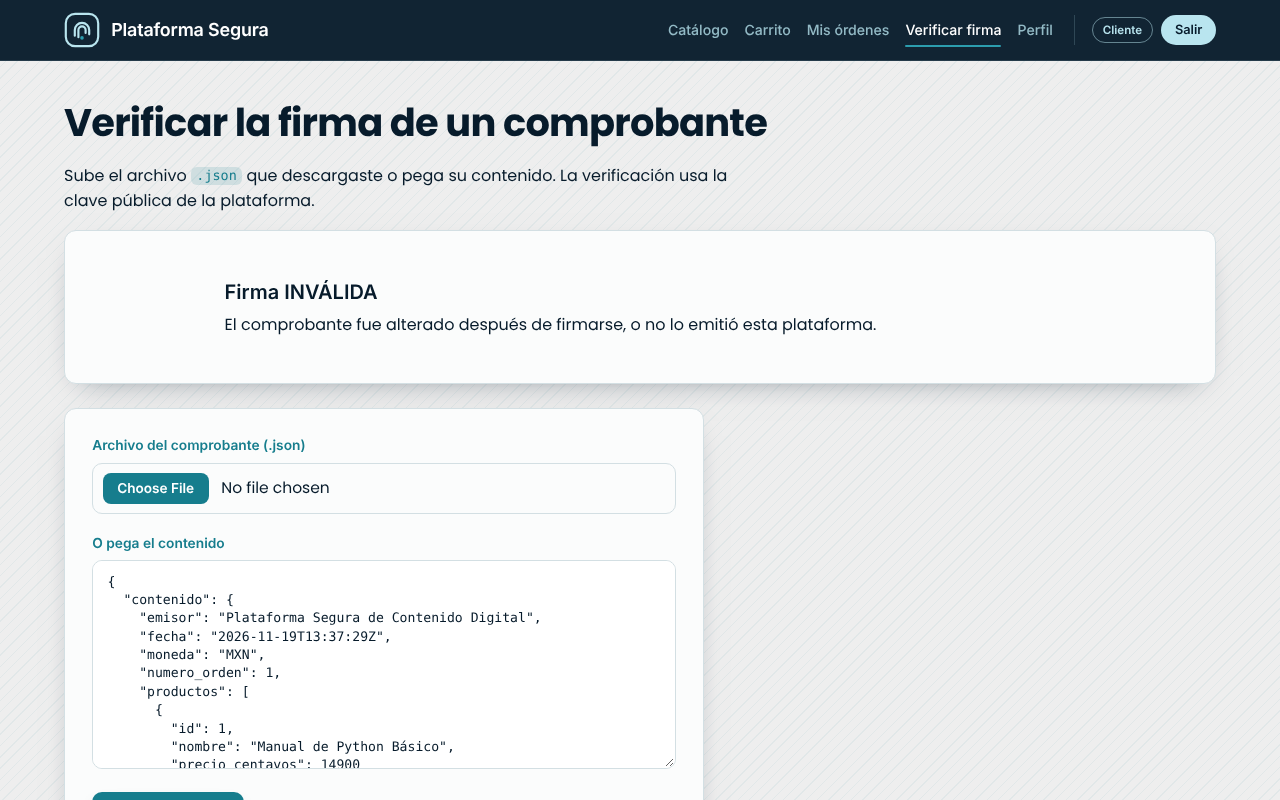 Plataforma Segura
Catálogo
Carrito
Mis órdenes
Verificar firma
Perfil
Cliente
Salir
Verificar la firma de un comprobante
Sube el archivo .json que descargaste o pega su contenido. La verificación usa la
clave pública de la plataforma.
Firma INVÁLIDA
El comprobante fue alterado después de firmarse, o no lo emitió esta plataforma.
Archivo del comprobante (.json)
Choose File No file chosen
O pega el contenido
{
"contenido": {
"emisor": "Plataforma Segura de Contenido Digital",
"fecha": "2026-11-19T13:37:29Z",
"moneda": "MXN",
"numero_orden": 1,
"productos": [
{
"id": 1,
"nombre": "Manual de Python Básico",
"precio_centavos": 14900